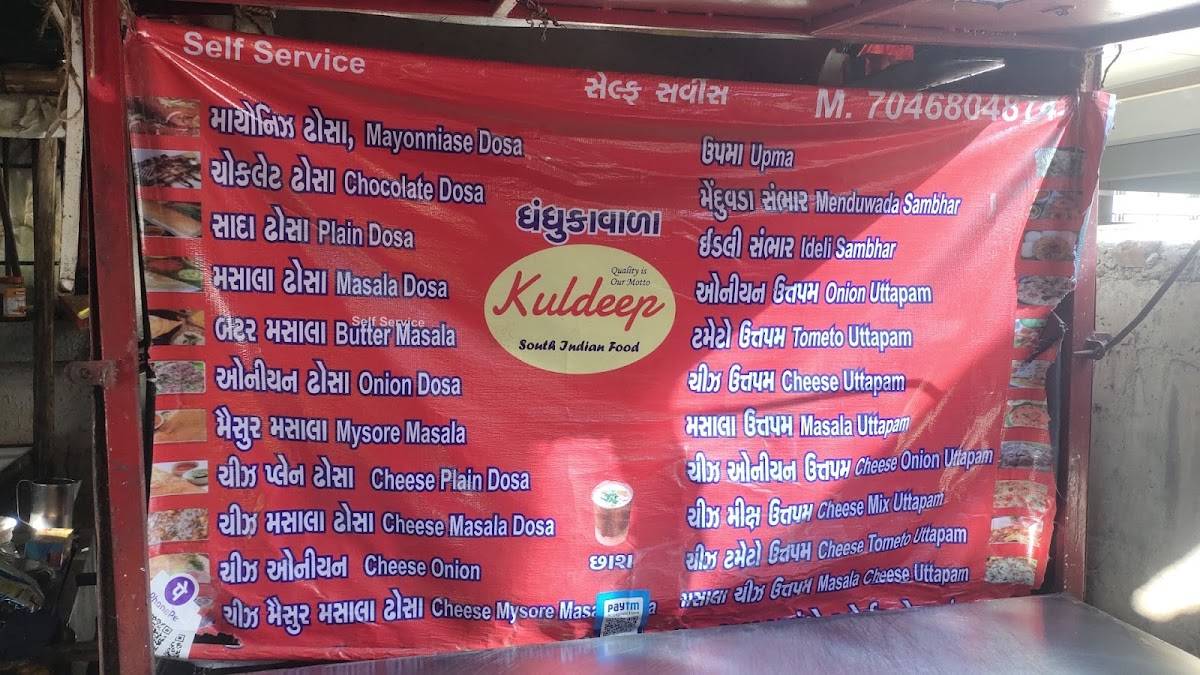 Self Service
સેલ્ફ સર્વીસ
M. 70468048
માયોનિઝ ઢોસા, Mayonniase Dosa
ચોકલેટ ઢોસા Chocolate Dosa
સાદા ઢોસા Plain Dosa
મસાલા ઢોસા Masala Dosa
Self Service
બટર મસાલા Butter Masala
ઓનીયન ઢોસા Onion Dosa
મૈસુર મસાલા Mysore Masala
ચીઝ પ્લેન ઢોસા Cheese Plain Dosa
ચીઝ મસાલા ઢોસા Cheese Masala Dosa
ચીઝ ઓનીયન Cheese Onion
ચીઝ મૈસુર મસાલા ઢોસા Cheese Mysore
ધંધુકાવાળા
Quality is
Our Motto
Kuldeep
South Indian Food
છાશ
paytm
PhonePe
ઉપમા Upma
મેંદુવડા સંભાર Menduwada Sambhar
ઈડલી સંભાર Ideli Sambhar
ઓનીયન ઉત્તપમ Onion Uttapam
ટમેટો ઉત્તપમ Tometo Uttapam
ચીઝ ઉત્તપમ Cheese Uttapam
મસાલા ઉત્તપમ Masala Uttapam
ચીઝ ઓનીયન ઉત્તપમ Cheese Onion Uttapam
ચીઝ મીક્ષ ઉત્તપમ Cheese Mix Uttapam
ચીઝ ટમેટો ઉત્તપમ Cheese Tometo Uttapam
મસાલા ચીઝ ઉત્તપમ Masala Cheese Uttapam